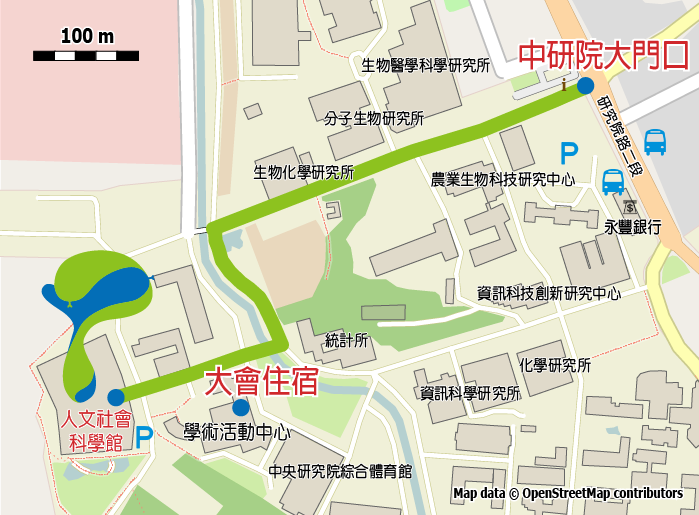 100 m
中研院大門口
生物醫學科學研究所
i
研究院路二段
分子生物研究所
P
生物化學研究所
農業生物科技研究中心
$
永豐銀行
資訊科技創新研究中心
統計所
化學研究所
大會住宿
資訊科學研究所
人文社會
科學館
P
學術活動中心
中央研究院綜合體育館
Map data © OpenStreetMap contributors